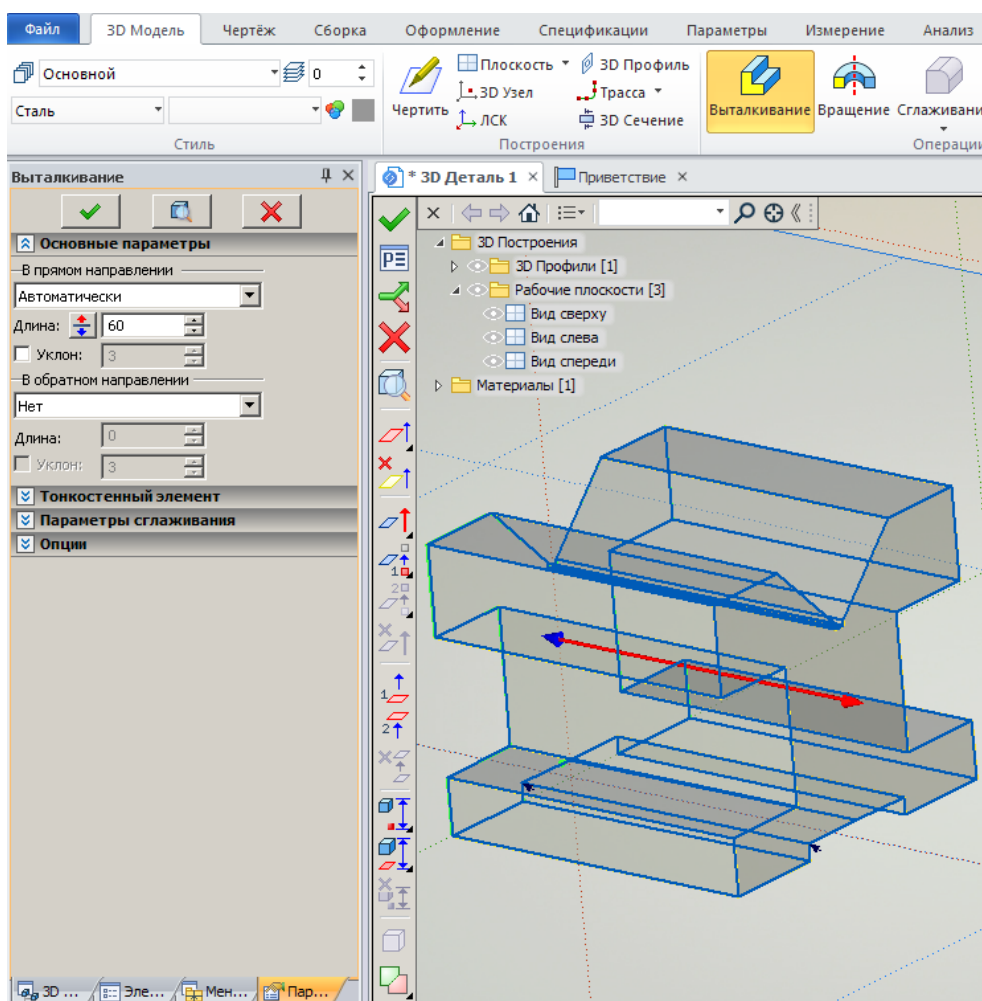 Файл 3D Модель Чертёж Сборка Оформление Спецификации Параметры Измерение Анализ
Основной 0
Сталь
Стиль
Чертить
Плоскость 3D Профиль
3D Узел Трасса
ЛСК 3D Сечение
Построения
Выталкивание Вращение Сглаживани
Операции
Выталкивание
* 3D Деталь 1 Приветствие
Основные параметры
В прямом направлении
Автоматически
Длина: 60
Уклон: 3
В обратном направлении
Нет
Длина: 0
Уклон: 3
Тонкостенный элемент
Параметры сглаживания
Опции
3D Построения
3D Профили [1]
Рабочие плоскости [3]
Вид сверху
Вид слева
Вид спереди
Материалы [1]
3D ... Эле... Мен... Пар...